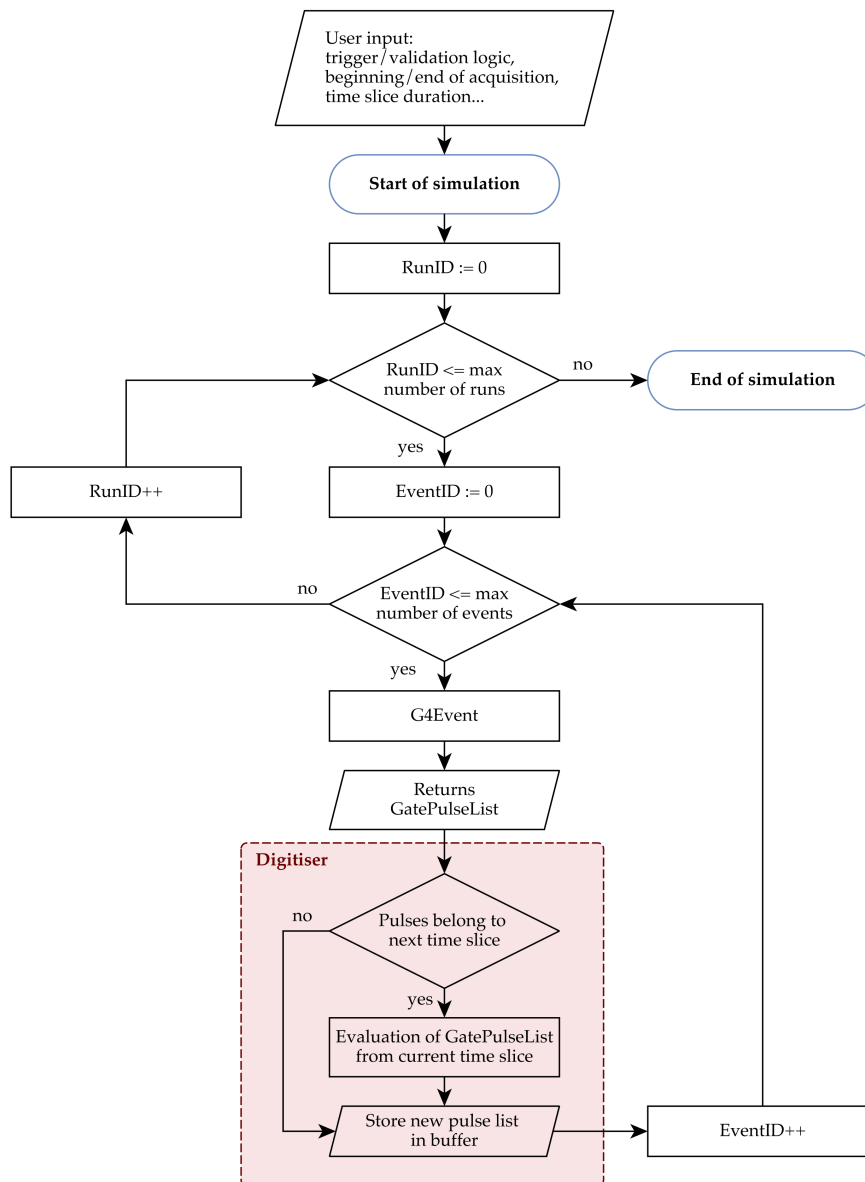 User input:
trigger/validation logic,
beginning/end of acquisition,
time slice duration...
Start of simulation
RunID := 0
RunID <= max
number of runs
no
End of simulation
yes
RunID++
EventID := 0
no
EventID <= max
number of events
yes
G4Event
Returns
GatePulseList
Digitiser
no
Pulses belong to
next time slice
yes
Evaluation of GatePulseList
from current time slice
Store new pulse list
in buffer
EventID++